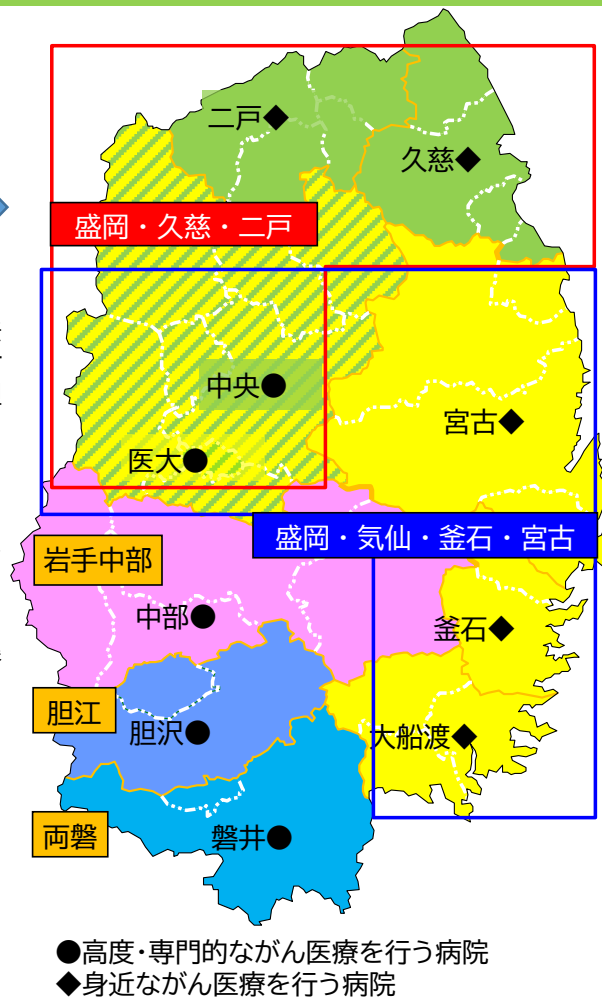 二戸◆
久慈◆
盛岡・久慈・二戸
中央●
宮古◆
医大●
盛岡・気仙・釜石・宮古
岩手中部
中部●
釜石◆
胆江
胆沢●
大船渡◆
両磐
磐井●
●高度・専門的ながん医療を行う病院
◆身近ながん医療を行う病院